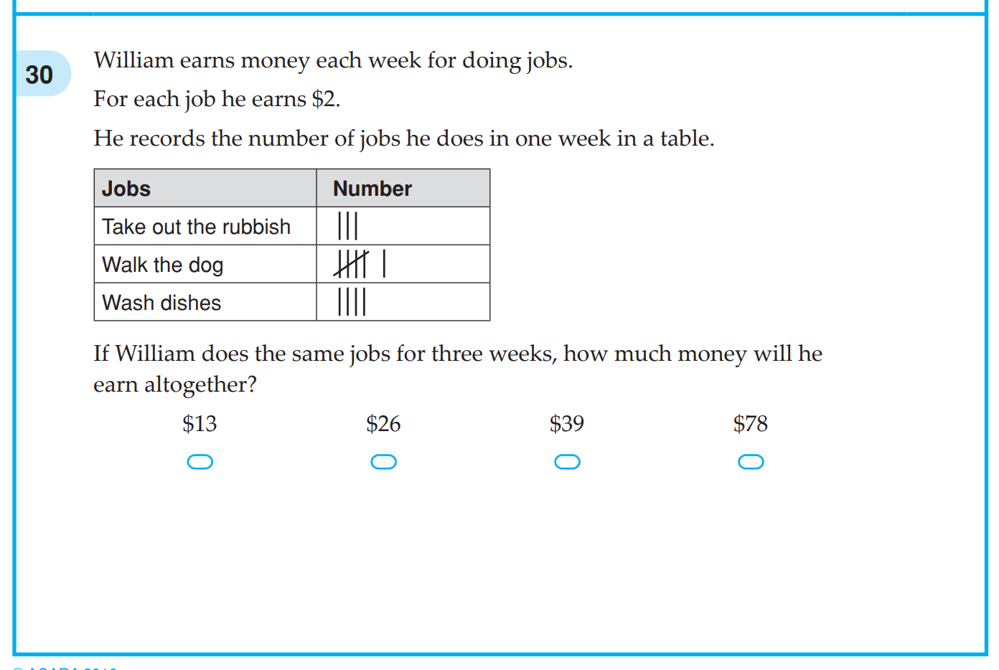 30
William earns money each week for doing jobs.
For each job he earns $2.
He records the number of jobs he does in one week in a table.
Jobs Number
Take out the rubbish
Walk the dog
Wash dishes
If William does the same jobs for three weeks, how much money will he
earn altogether?
$13 $26 $39 $78